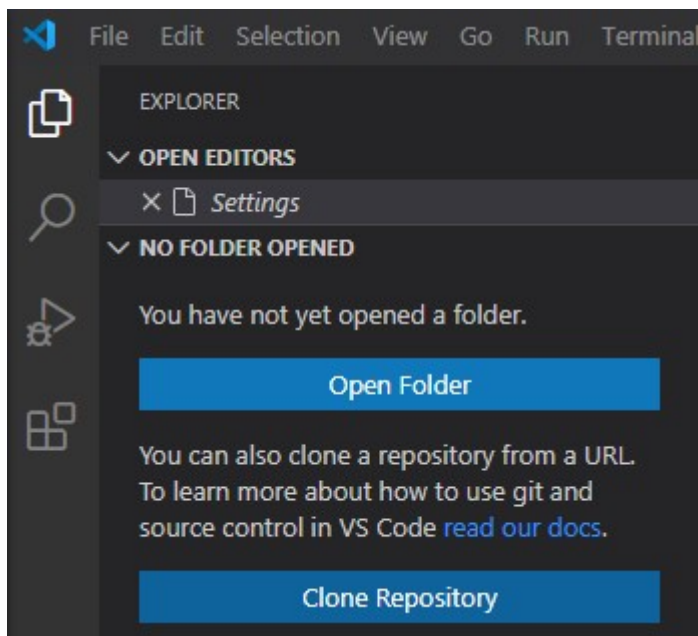 File Edit Selection View Go Run Terminal
EXPLORER
OPEN EDITORS
Settings
NO FOLDER OPENED
You have not yet opened a folder.
Open Folder
You can also clone a repository from a URL.
To learn more about how to use git and
source control in VS Code read our docs.
Clone Repository